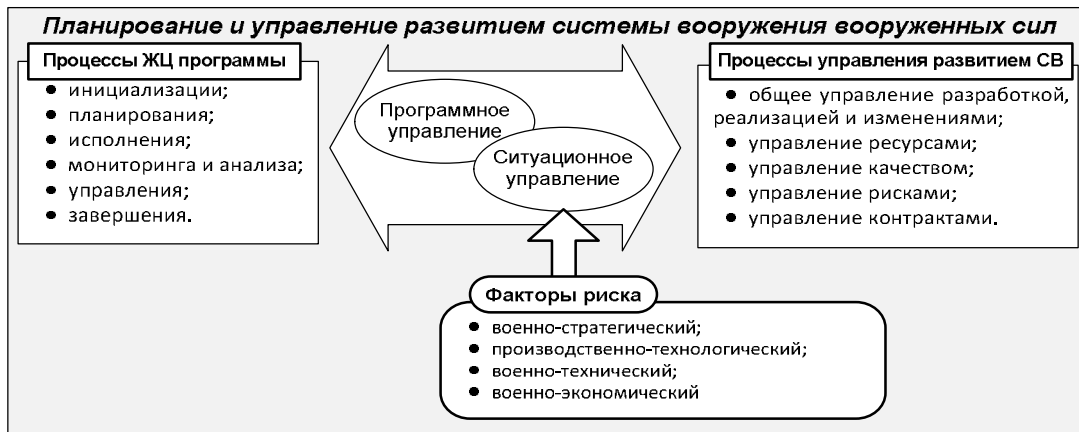 Планирование и управление развитием системы вооружения вооруженных сил
Процессы ЖЦ программы
● инициализации;
● планирования;
● исполнения;
● мониторинга и анализа;
● управления;
● завершения.
Программное
управление
Ситуационное
управление
Процессы управления развитием СВ
● общее управление разработкой,
реализацией и изменениями;
● управление ресурсами;
● управление качеством;
● управление рисками;
● управление контрактами.
Факторы риска
● военно-стратегический;
● производственно-технологический;
● военно-технический;
● военно-экономический